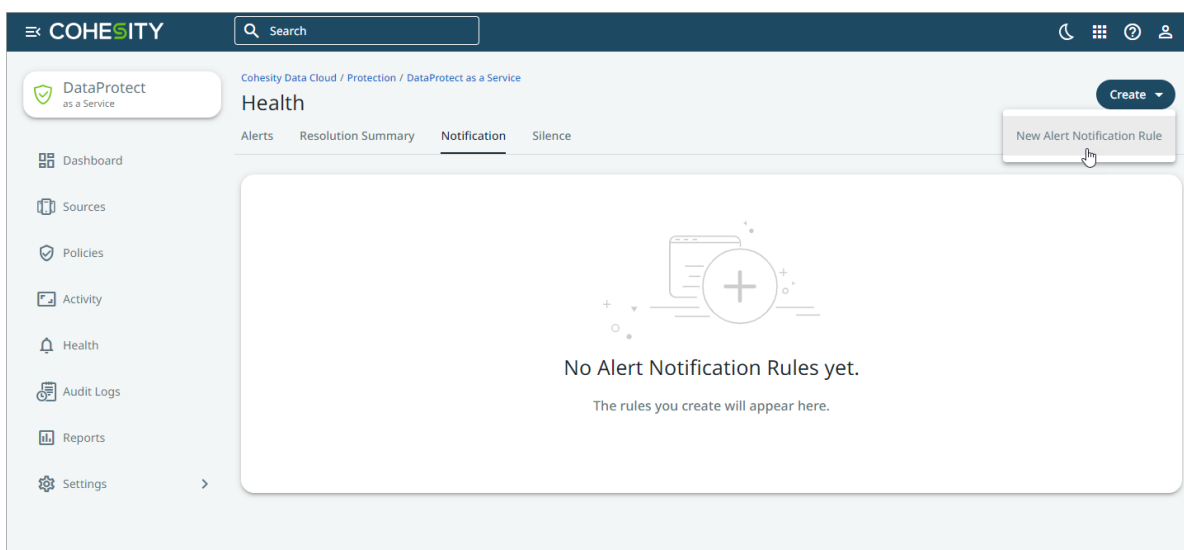 COHESITY
Search
DataProtect
as a Service
Cohesity Data Cloud / Protection / DataProtect as a Service
Health
Create
Alerts Resolution Summary Notification Silence
New Alert Notification Rule
Dashboard
Sources
Policies
Activity
Health
Audit Logs
Reports
Settings
No Alert Notification Rules yet.
The rules you create will appear here.